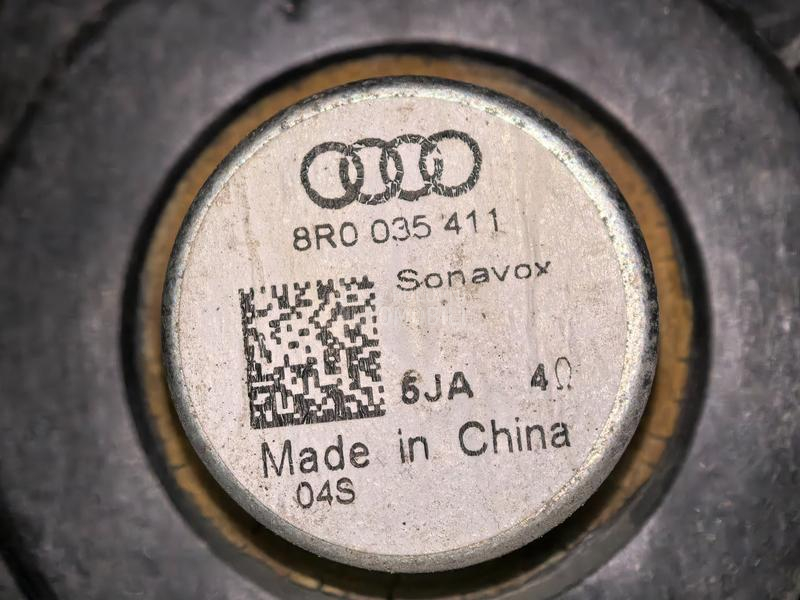 8R0 035 411
Sonavox
6JA 4Ω
Made in China
04S